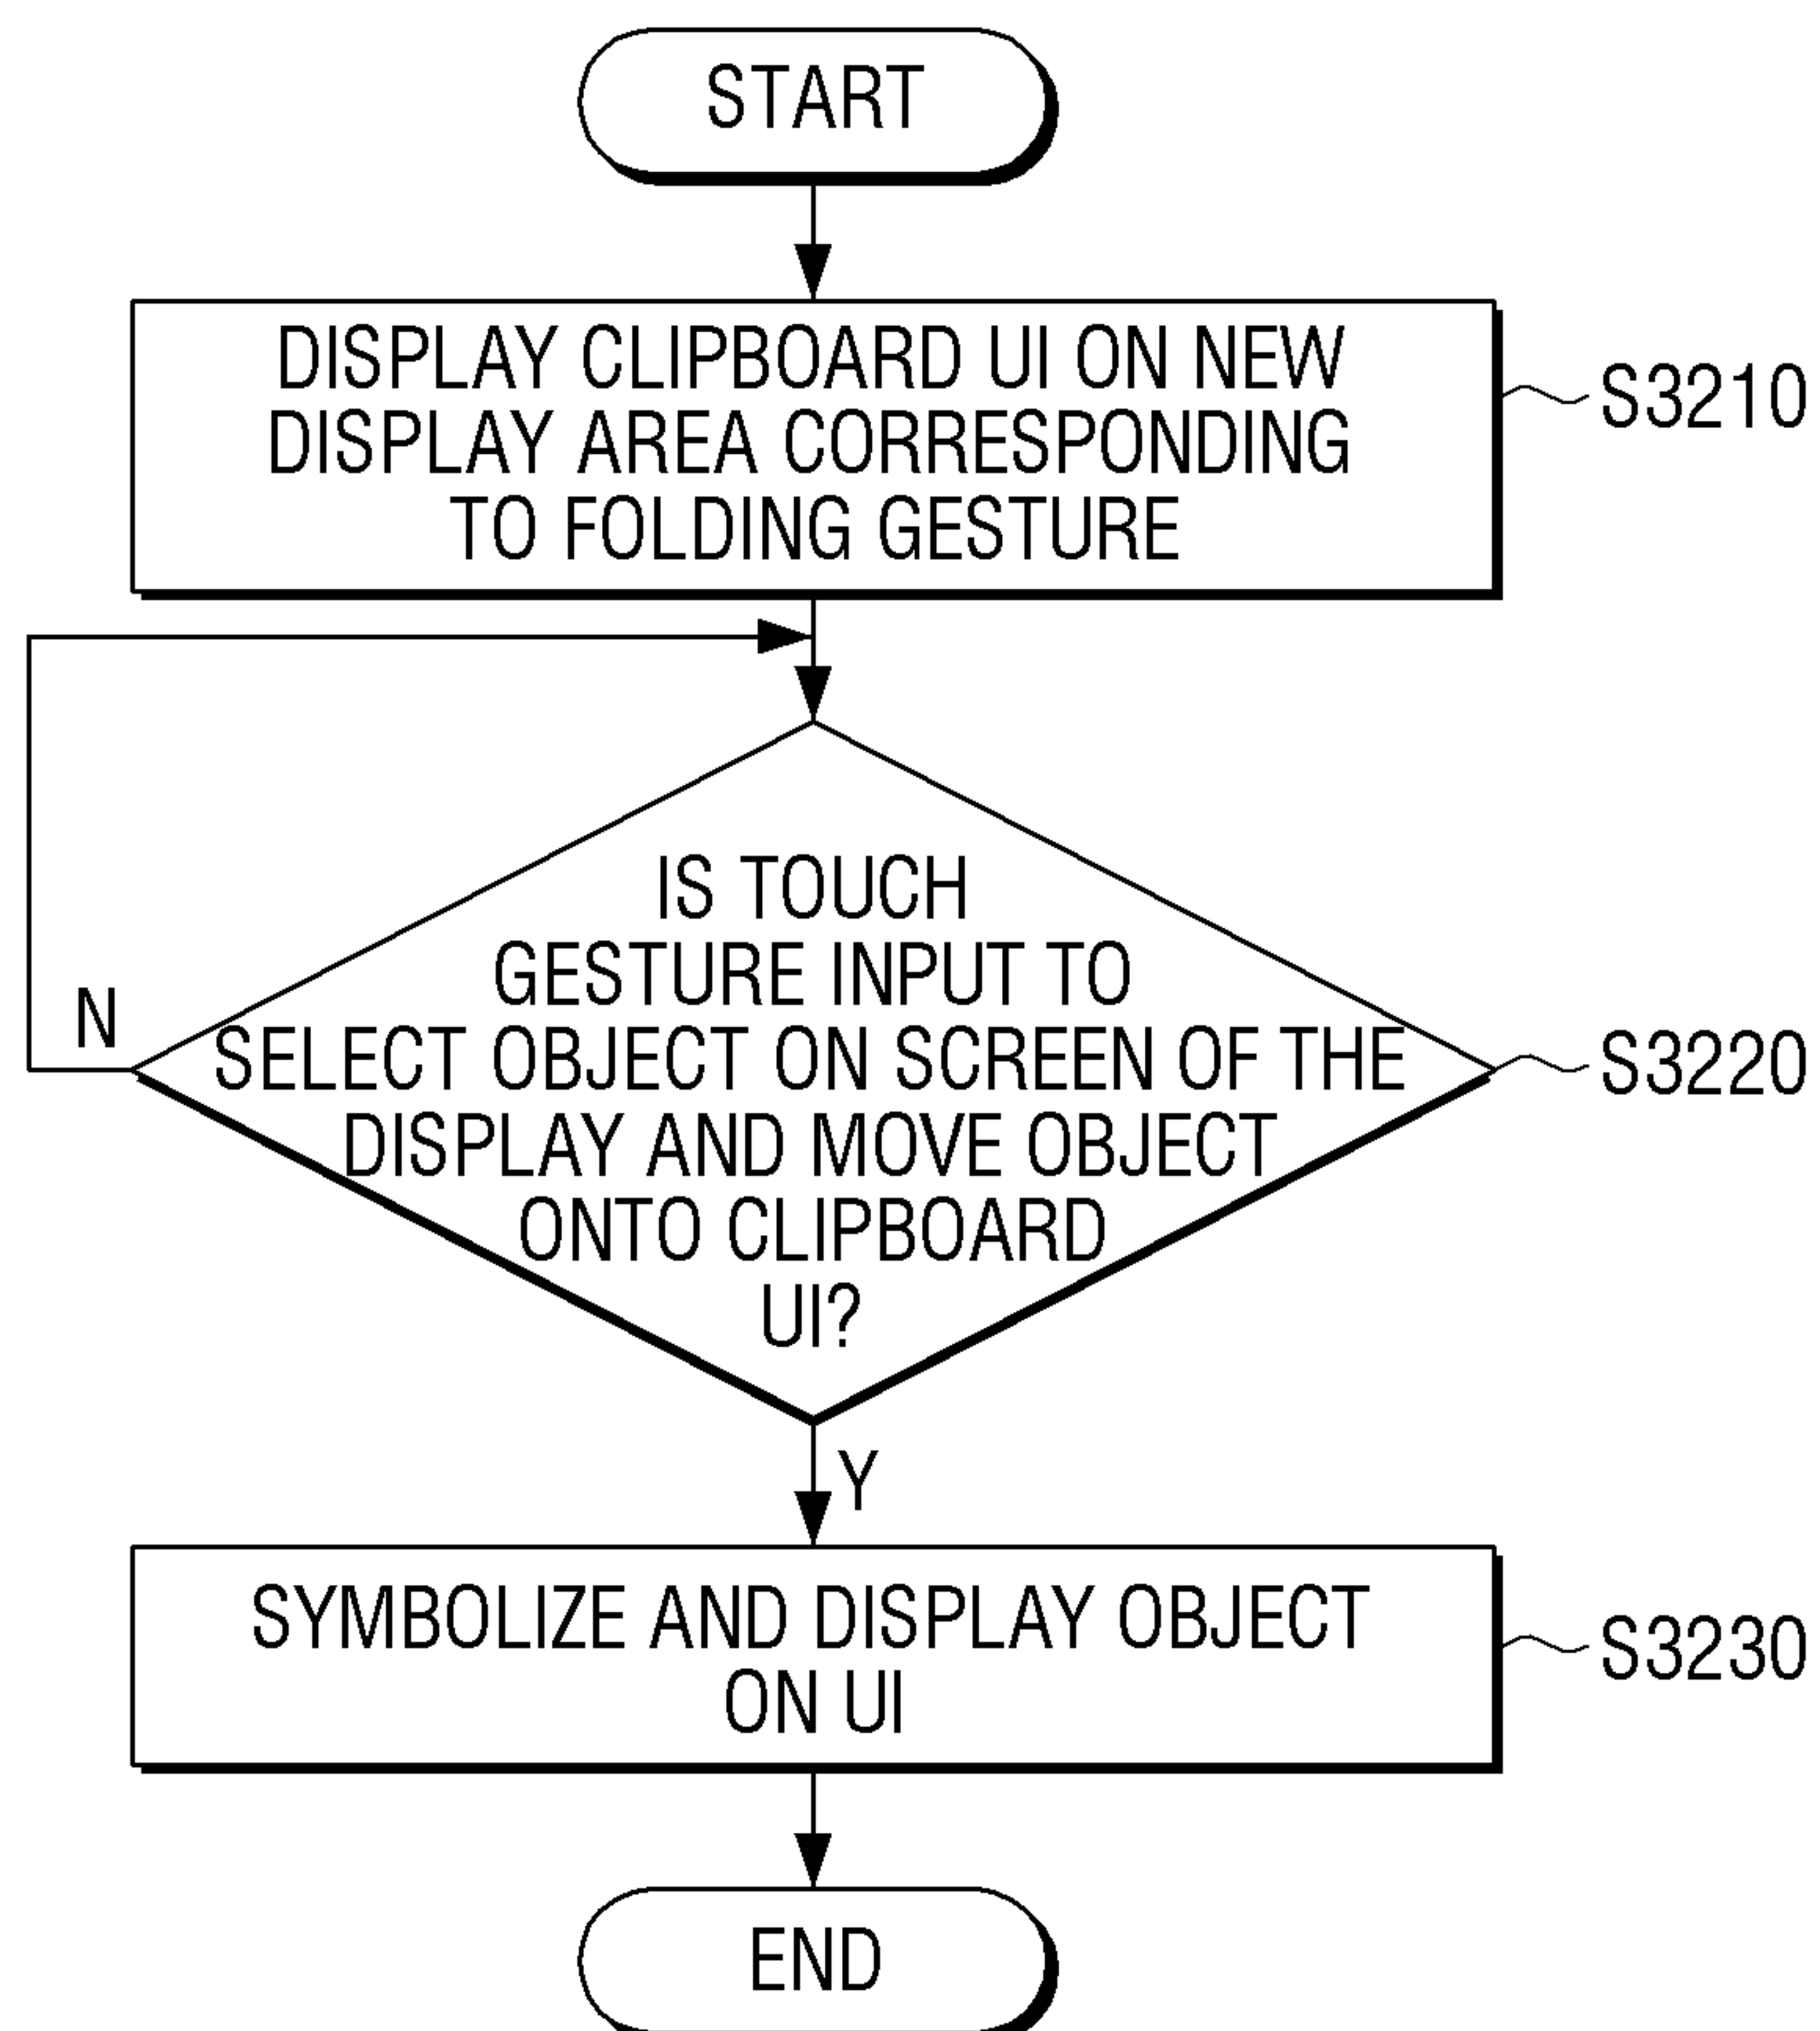 START
DISPLAY CLIPBOARD UI ON NEW
DISPLAY AREA CORRESPONDING
TO FOLDING GESTURE
S3210
IS TOUCH
GESTURE INPUT TO
SELECT OBJECT ON SCREEN OF THE
DISPLAY AND MOVE OBJECT
ONTO CLIPBOARD
UI?
N
S3220
Y
SYMBOLIZE AND DISPLAY OBJECT
ON UI
S3230
END